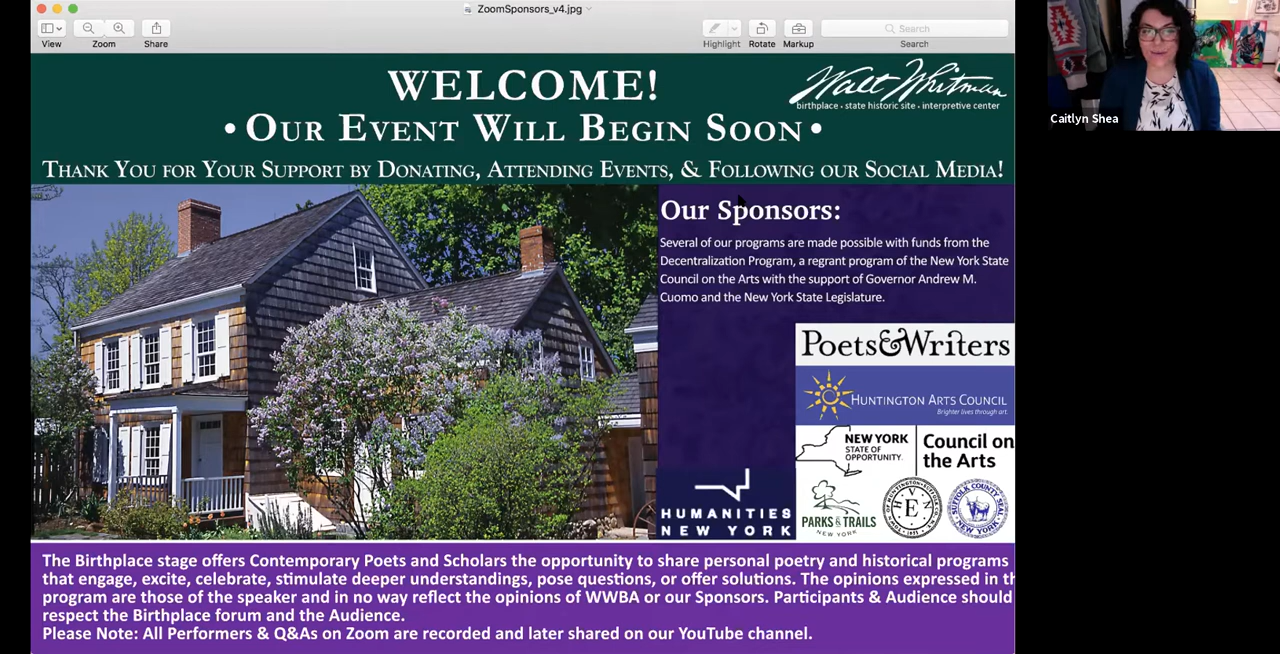 ZoomSponsors_v4.jpg
View
Zoom
Share
Highlight
Rotate
Markup
Search
Search
WELCOME!
• OUR EVENT WILL BEGIN SOON •
THANK YOU FOR YOUR SUPPORT BY DONATING, ATTENDING EVENTS, & FOLLOWING OUR SOCIAL MEDIA!
Walt Whitman
birthplace • state historic site • interpretive center
Caitlyn Shea
Our Sponsors:
Several of our programs are made possible with funds from the
Decentralization Program, a regrant program of the New York State
Council on the Arts with the support of Governor Andrew M.
Cuomo and the New York State Legislature.
Poets&Writers
HUNTINGTON ARTS COUNCIL
Brighter lives through art.
NEW YORK
STATE OF
OPPORTUNITY.
Council on
the Arts
HUMANITIES
NEW YORK
PARKS & TRAILS
NEW YORK
SUFFOLK COUNTY SEAL
The Birthplace stage offers Contemporary Poets and Scholars the opportunity to share personal poetry and historical programs
that engage, excite, celebrate, stimulate deeper understandings, pose questions, or offer solutions. The opinions expressed in th
program are those of the speaker and in no way reflect the opinions of WWBA or our Sponsors. Participants & Audience should
respect the Birthplace forum and the Audience.
Please Note: All Performers & Q&As on Zoom are recorded and later shared on our YouTube channel.